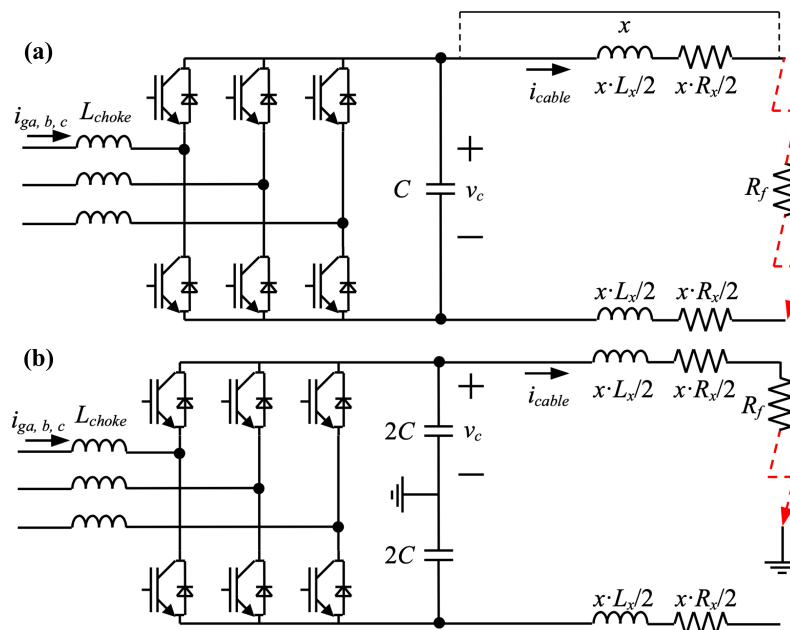 (a)
x
i_cable
x·L_x/2
x·R_x/2
i_ga, b, c
L_choke
C
+
v_c
−
R_f
x·L_x/2
x·R_x/2
(b)
i_cable
x·L_x/2
x·R_x/2
i_ga, b, c
L_choke
2C
+
v_c
−
R_f
2C
x·L_x/2
x·R_x/2